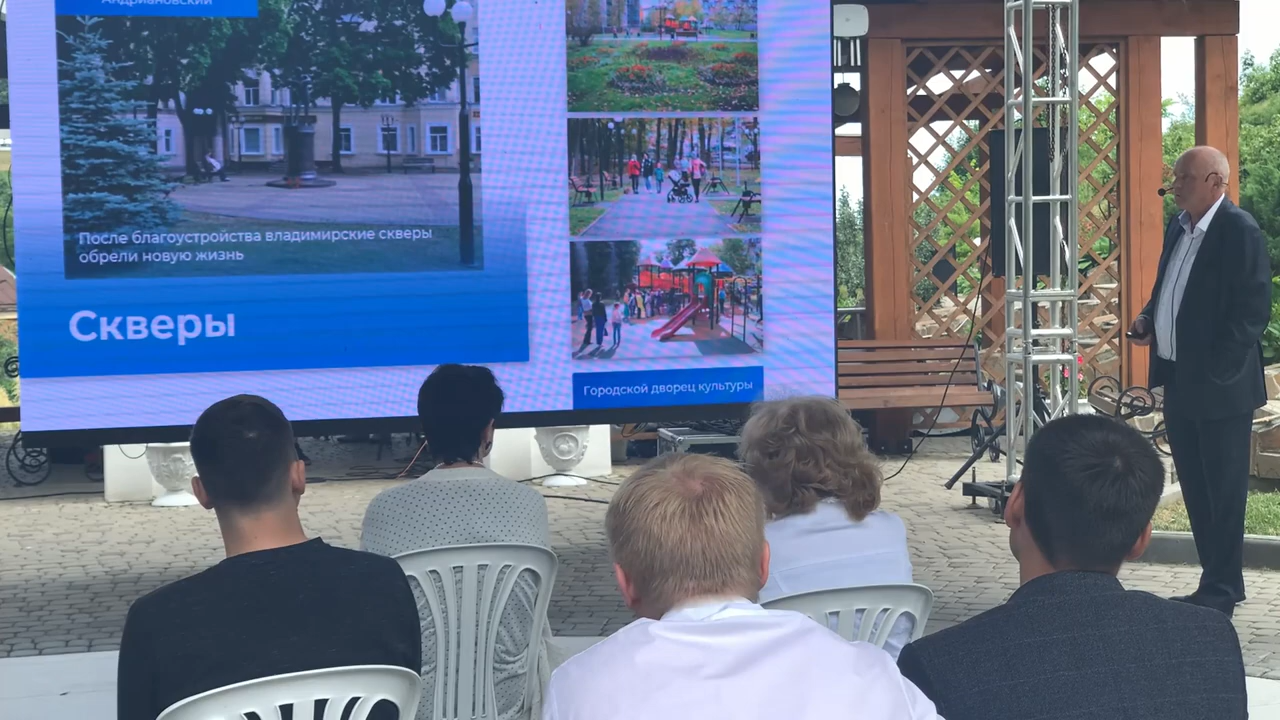 Андриановский
После благоустройства владимирские скверы
обрели новую жизнь
Скверы
Городской дворец культуры